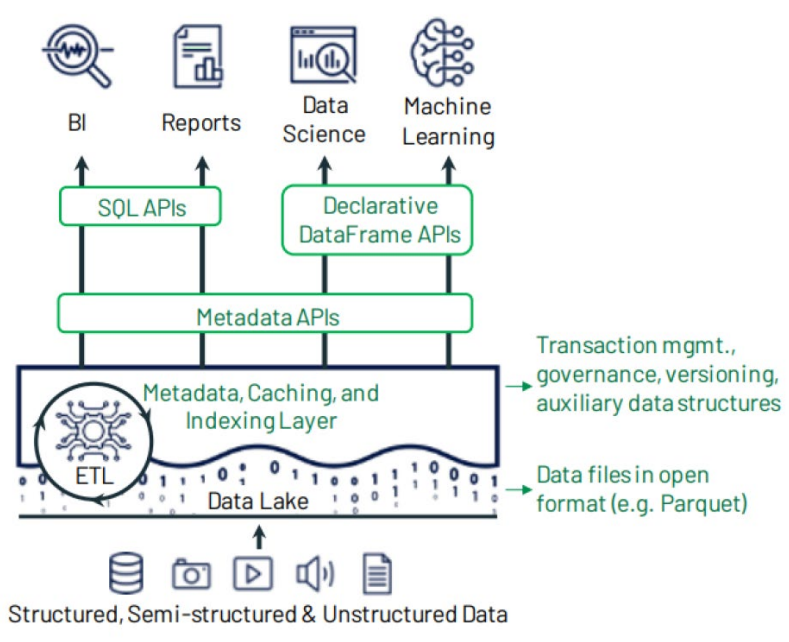 BI
Reports
Data
Science
Machine
Learning
SQL APIs
Declarative
DataFrame APIs
Metadata APIs
Metadata, Caching, and
Indexing Layer
Transaction mgmt.,
governance, versioning,
auxiliary data structures
ETL
Data Lake
Data files in open
format (e.g. Parquet)
Structured, Semi-structured & Unstructured Data